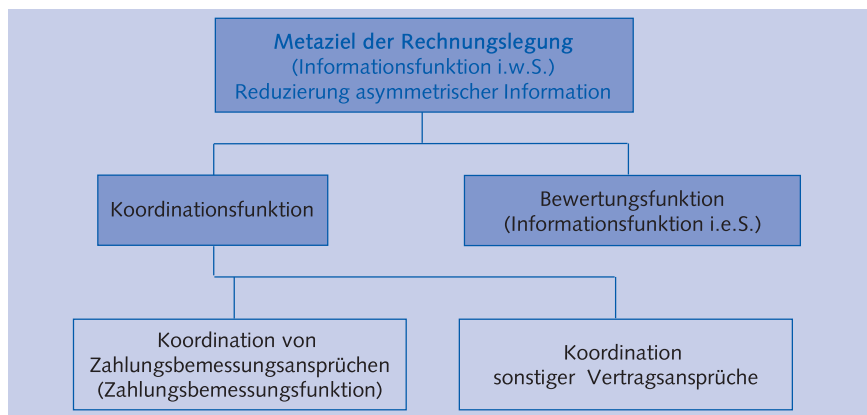 Metaziel der Rechnungslegung
(Informationsfunktion i.w.S.)
Reduzierung asymmetrischer Information
Koordinationsfunktion
Bewertungsfunktion
(Informationsfunktion i.e.S.)
Koordination von
Zahlungsbemessungsansprüchen
(Zahlungsbemessungsfunktion)
Koordination
sonstiger Vertragsansprüche